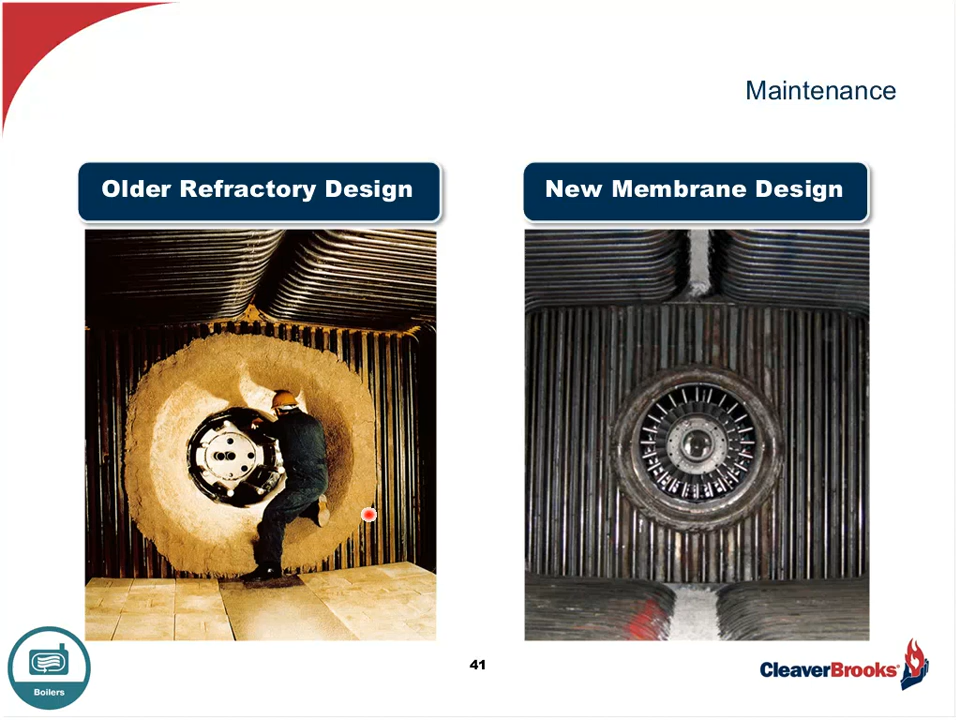 Maintenance
Older Refractory Design
New Membrane Design
Boilers
41
CleaverBrooks®